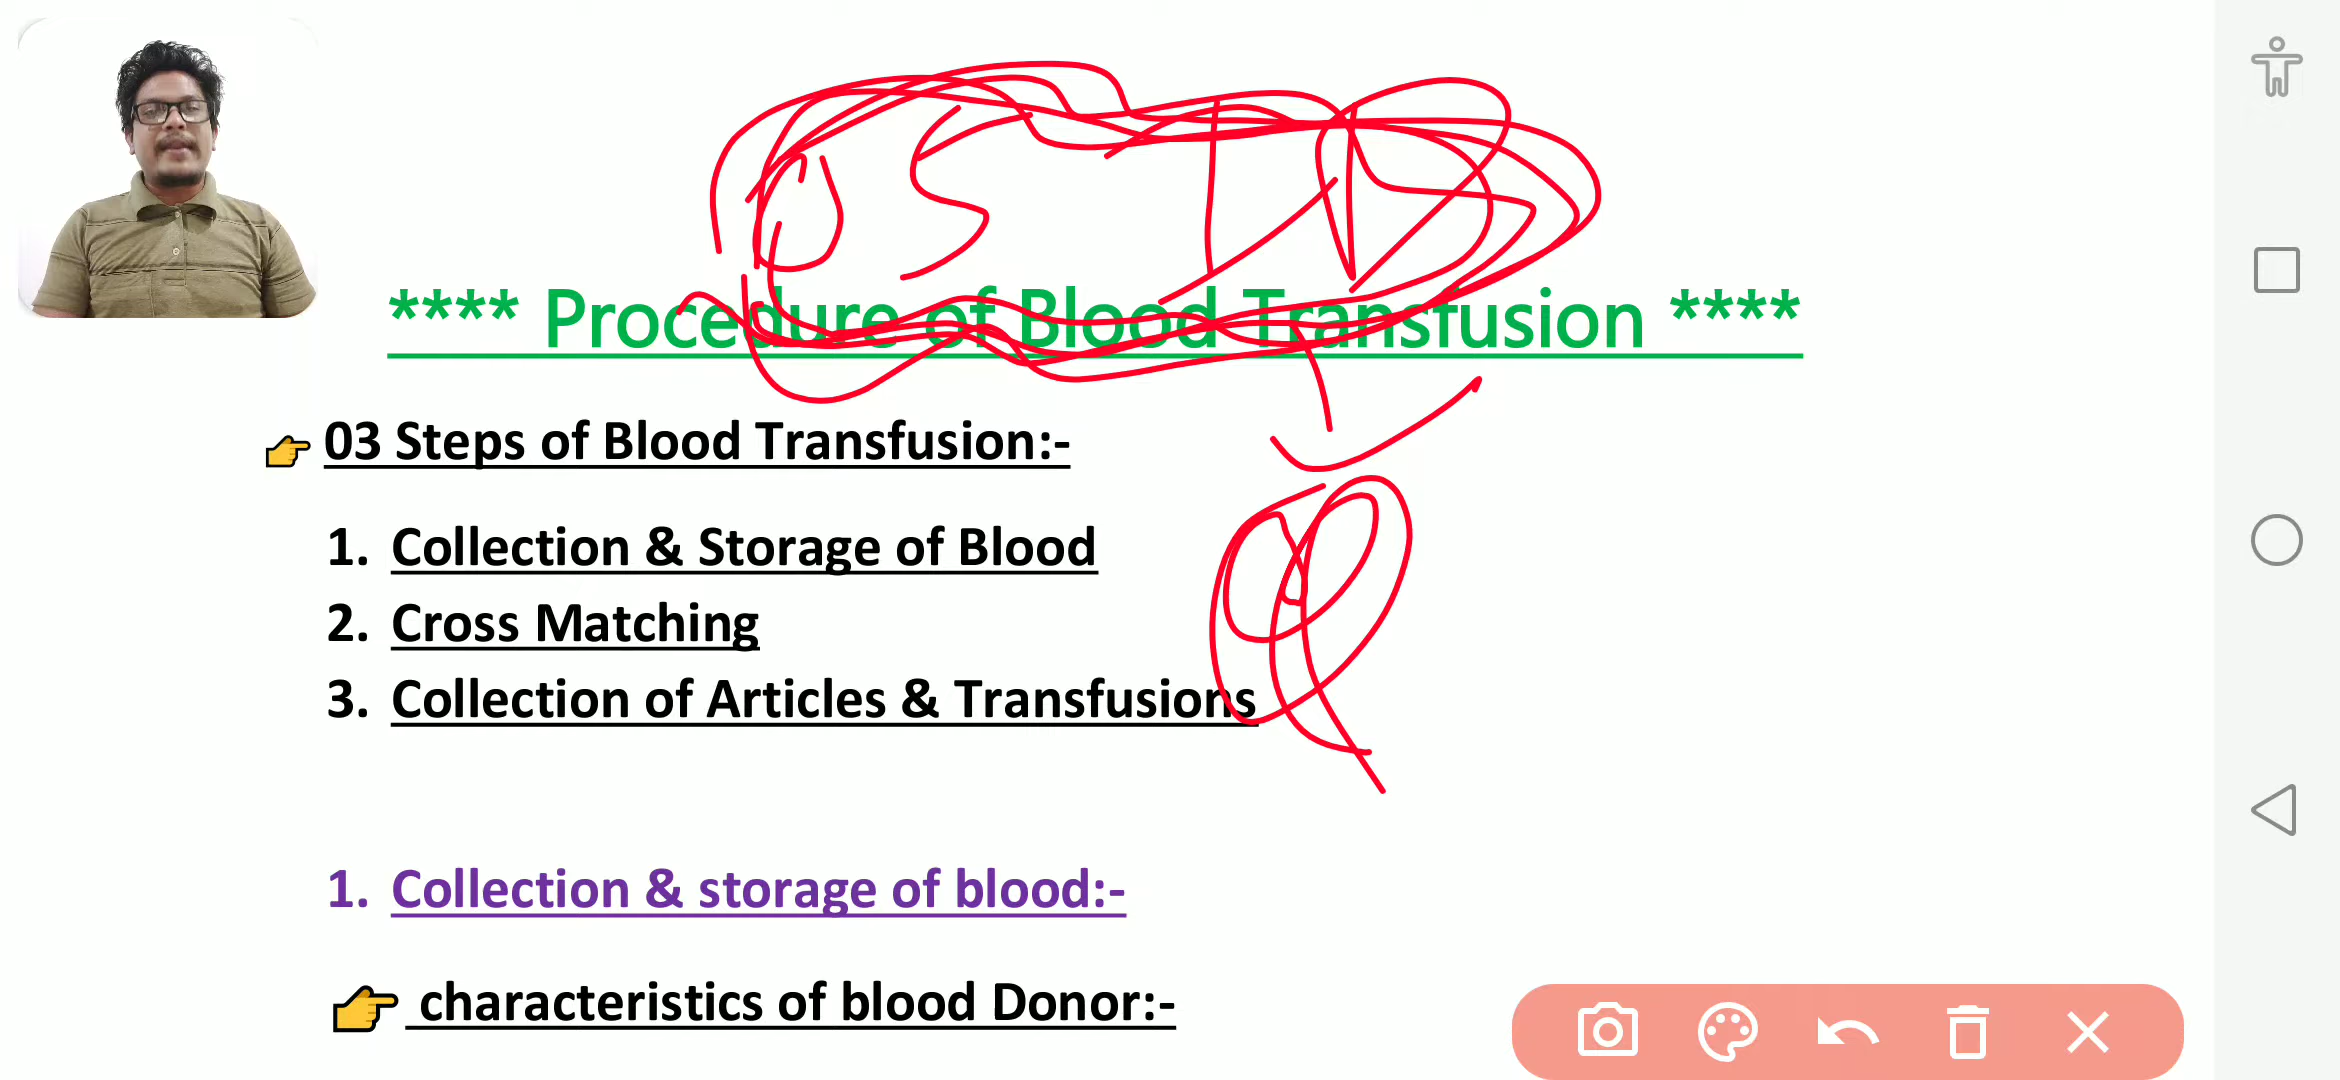 **** Procedure of Blood Transfusion ****
03 Steps of Blood Transfusion:-
1. Collection & Storage of Blood
2. Cross Matching
3. Collection of Articles & Transfusions
1. Collection & storage of blood:-
characteristics of blood Donor:-